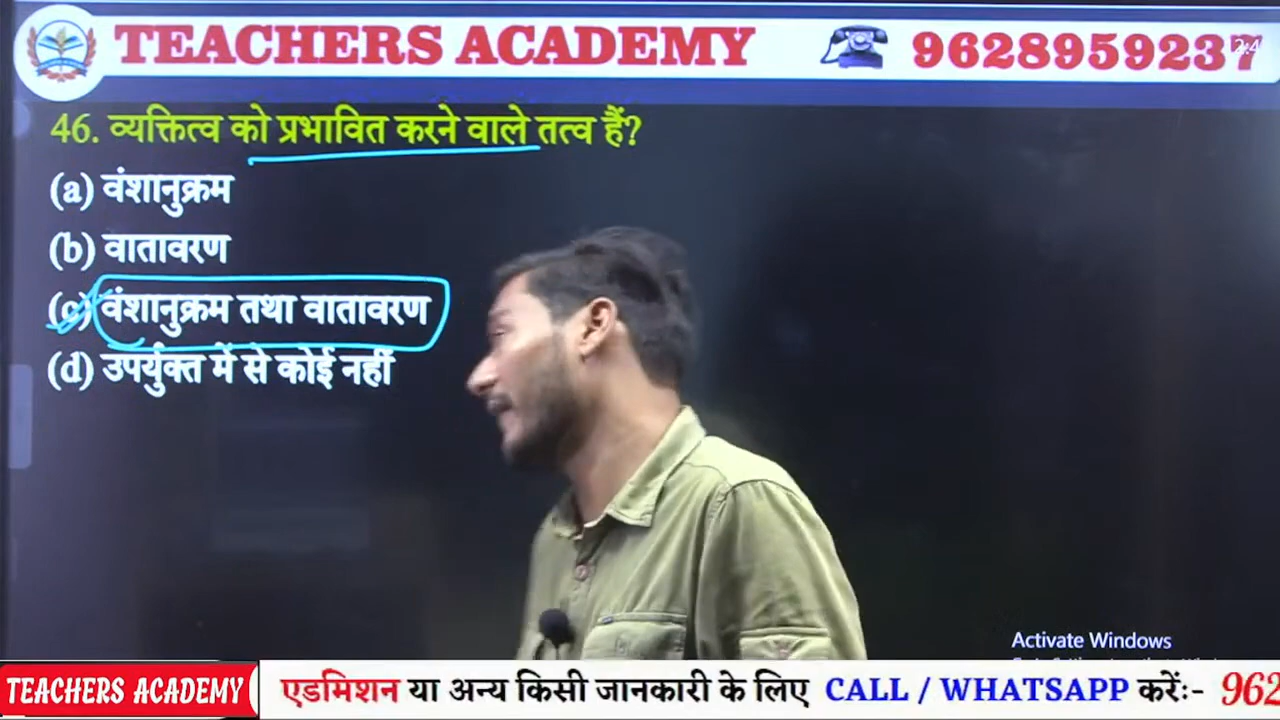 TEACHERS ACADEMY
9628959237
46. व्यक्तित्व को प्रभावित करने वाले तत्व हैं?
(a) वंशानुक्रम
(b) वातावरण
(c) वंशानुक्रम तथा वातावरण
(d) उपर्युक्त में से कोई नहीं
Activate Windows
TEACHERS ACADEMY
एडमिशन या अन्य किसी जानकारी के लिए CALL / WHATSAPP करें:- 962